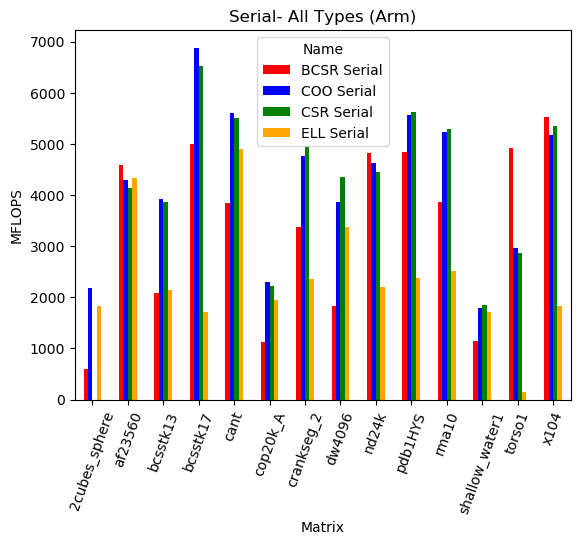 Serial- All Types (Arm)
Name
BCSR Serial
COO Serial
CSR Serial
ELL Serial
MFLOPS
7000
6000
5000
4000
3000
2000
1000
0
2cubes_sphere
af23560
bcsstk13
bcsstk17
cant
cop20k_A
crankseg_2
dw4096
nd24k
pdb1HYS
rma10
shallow_water1
torso1
x104
Matrix